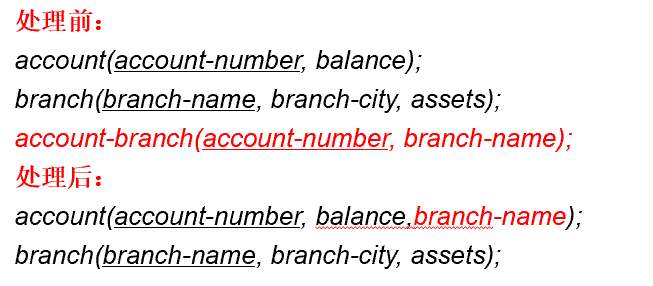 处理前：
account(account-number, balance);
branch(branch-name, branch-city, assets);
account-branch(account-number, branch-name);
处理后：
account(account-number, balance,branch-name);
branch(branch-name, branch-city, assets);